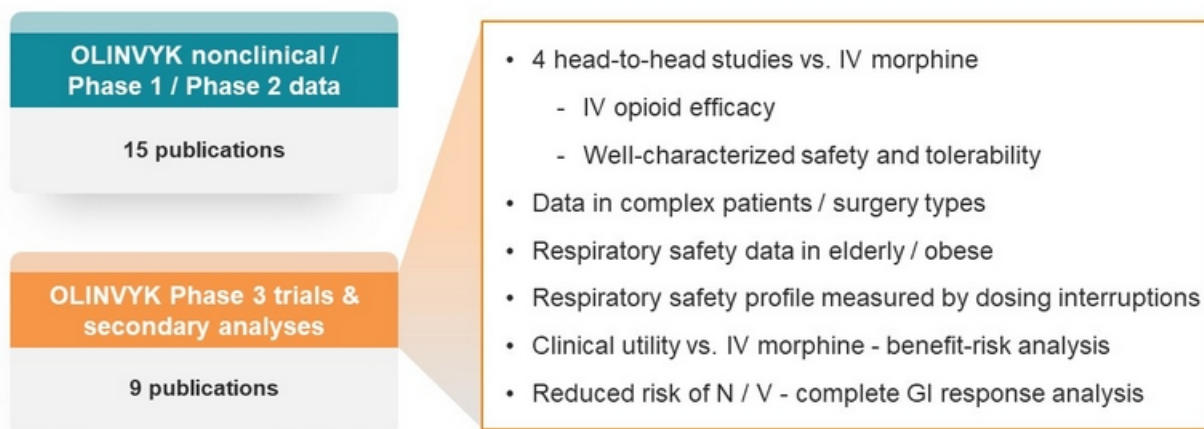 OLINVYK nonclinical /
Phase 1 / Phase 2 data
15 publications
OLINVYK Phase 3 trials &
secondary analyses
9 publications
• 4 head-to-head studies vs. IV morphine
- IV opioid efficacy
- Well-characterized safety and tolerability
• Data in complex patients / surgery types
• Respiratory safety data in elderly / obese
• Respiratory safety profile measured by dosing interruptions
• Clinical utility vs. IV morphine - benefit-risk analysis
• Reduced risk of N / V - complete GI response analysis